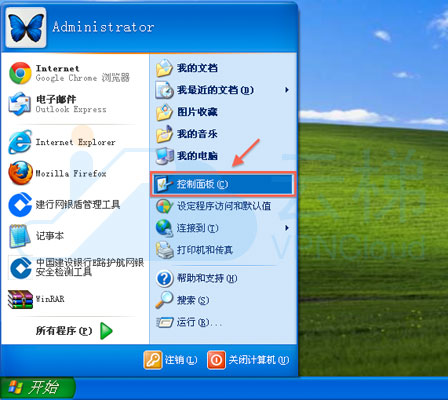 Administrator
Internet
Google Chrome 浏览器
电子邮件
Outlook Express
Internet Explorer
Mozilla Firefox
建行网银盾管理工具
记事本
中国建设银行E路护航网银
安全检测工具
WinRAR
所有程序(P)
我的文档
我最近的文档(D)
图片收藏
我的音乐
我的电脑
控制面板(C)
设定程序访问和默认值
连接到(T)
打印机和传真
帮助和支持(H)
搜索(S)
运行(R)...
注销(L)
关闭计算机(U)
开始